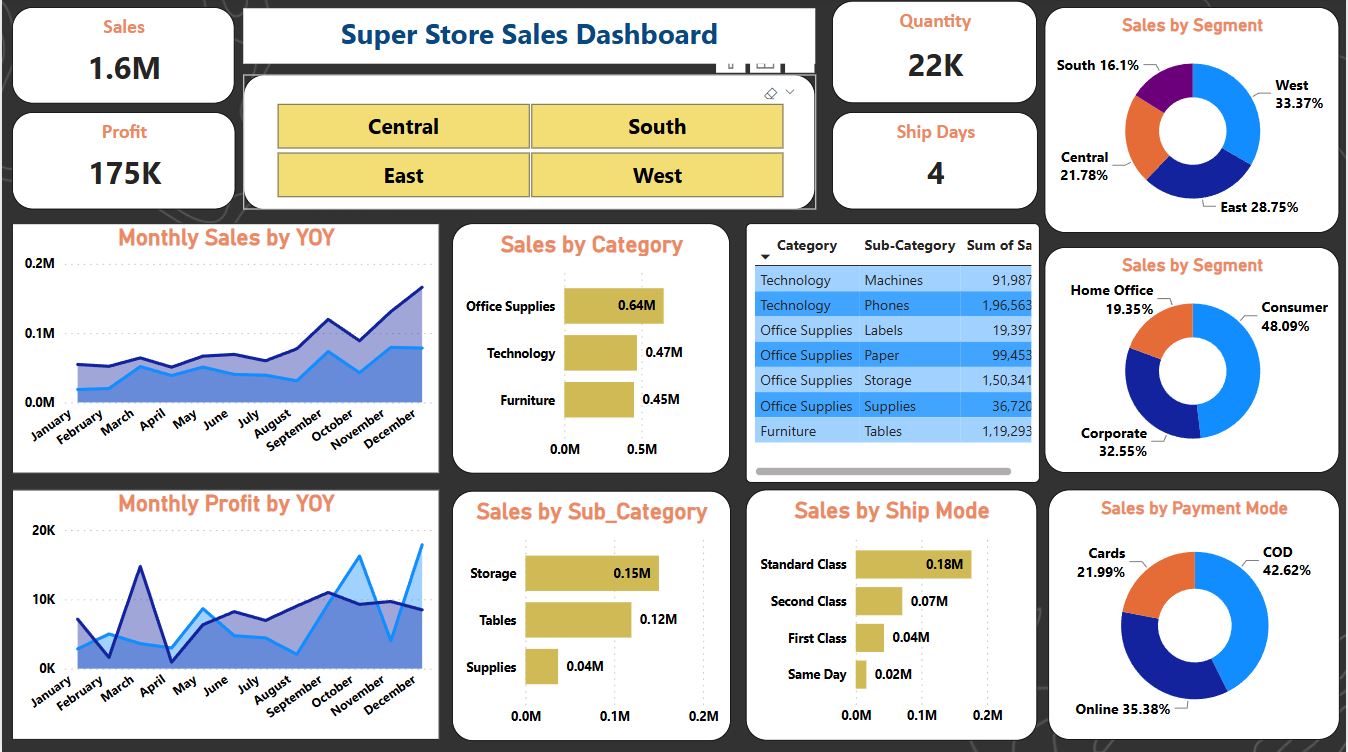 Sales
1.6M
Profit
175K
Super Store Sales Dashboard
Central
South
East
West
Quantity
22K
Ship Days
4
Sales by Segment
South 16.1%
West
33.37%
Central
21.78%
East 28.75%
Monthly Sales by YOY
0.2M
0.1M
0.0M
January
February
March
April
May
June
July
August
September
October
November
December
Sales by Category
Office Supplies 0.64M
Technology 0.47M
Furniture 0.45M
0.0M 0.5M
Category Sub-Category Sum of Sa
Technology Machines 91,987
Technology Phones 1,96,563
Office Supplies Labels 19,397
Office Supplies Paper 99,453
Office Supplies Storage 1,50,341
Office Supplies Supplies 36,720
Furniture Tables 1,19,293
Sales by Segment
Home Office
19.35%
Consumer
48.09%
Corporate
32.55%
Monthly Profit by YOY
20K
10K
0K
January
February
March
April
May
June
July
August
September
October
November
December
Sales by Sub_Category
Storage 0.15M
Tables 0.12M
Supplies 0.04M
0.0M 0.1M 0.2M
Sales by Ship Mode
Standard Class 0.18M
Second Class 0.07M
First Class 0.04M
Same Day 0.02M
0.0M 0.1M 0.2M
Sales by Payment Mode
Cards
21.99%
COD
42.62%
Online 35.38%